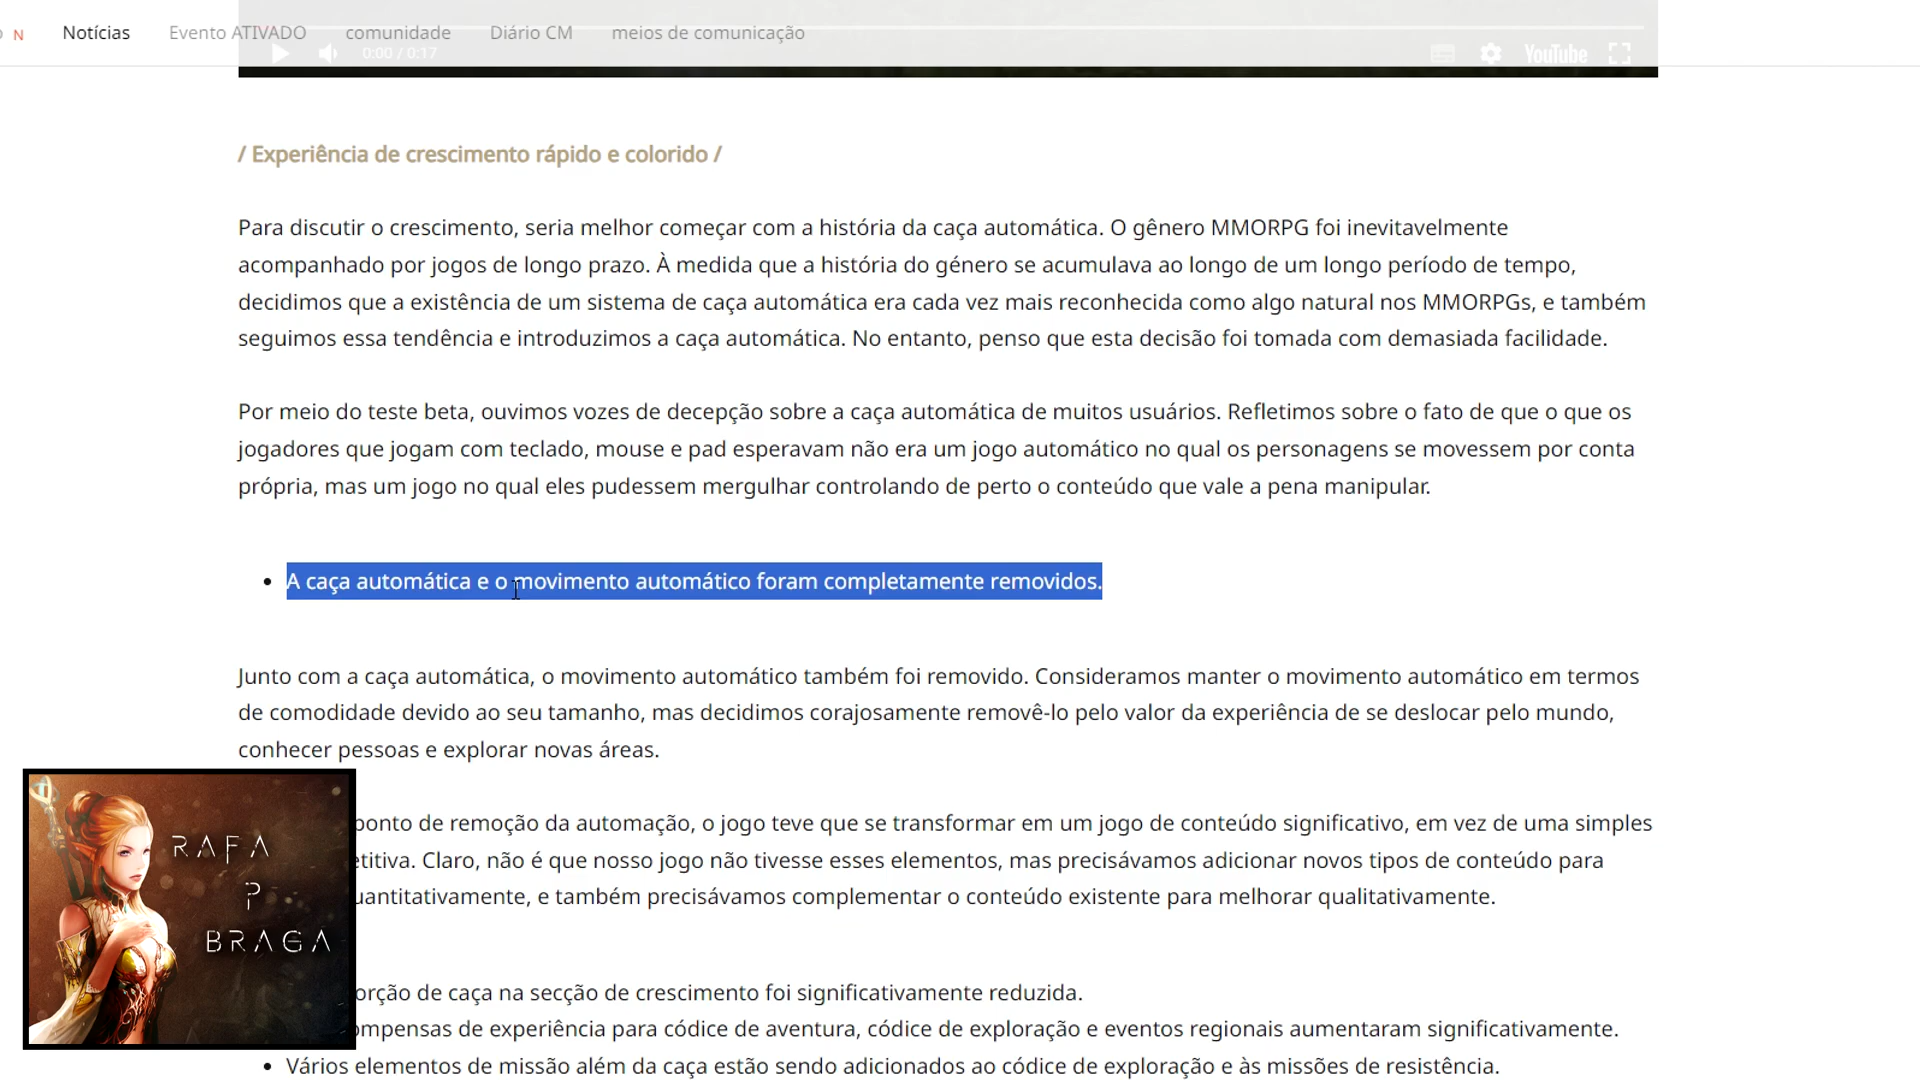 N Notícias Evento ATIVADO comunidade Diário CM meios de comunicação
0:00 / 0:17 YouTube
/ Experiência de crescimento rápido e colorido /
Para discutir o crescimento, seria melhor começar com a história da caça automática. O gênero MMORPG foi inevitavelmente
acompanhado por jogos de longo prazo. À medida que a história do género se acumulava ao longo de um longo período de tempo,
decidimos que a existência de um sistema de caça automática era cada vez mais reconhecida como algo natural nos MMORPGs, e também
seguimos essa tendência e introduzimos a caça automática. No entanto, penso que esta decisão foi tomada com demasiada facilidade.
Por meio do teste beta, ouvimos vozes de decepção sobre a caça automática de muitos usuários. Refletimos sobre o fato de que o que os
jogadores que jogam com teclado, mouse e pad esperavam não era um jogo automático no qual os personagens se movessem por conta
própria, mas um jogo no qual eles pudessem mergulhar controlando de perto o conteúdo que vale a pena manipular.
• A caça automática e o movimento automático foram completamente removidos.
Junto com a caça automática, o movimento automático também foi removido. Consideramos manter o movimento automático em termos
de comodidade devido ao seu tamanho, mas decidimos corajosamente removê-lo pelo valor da experiência de se deslocar pelo mundo,
conhecer pessoas e explorar novas áreas.
ponto de remoção da automação, o jogo teve que se transformar em um jogo de conteúdo significativo, em vez de uma simples
etitiva. Claro, não é que nosso jogo não tivesse esses elementos, mas precisávamos adicionar novos tipos de conteúdo para
uantitativamente, e também precisávamos complementar o conteúdo existente para melhorar qualitativamente.
orção de caça na secção de crescimento foi significativamente reduzida.
ompensas de experiência para códice de aventura, códice de exploração e eventos regionais aumentaram significativamente.
• Vários elementos de missão além da caça estão sendo adicionados ao códice de exploração e às missões de resistência.
RAFA
P
BRAGA